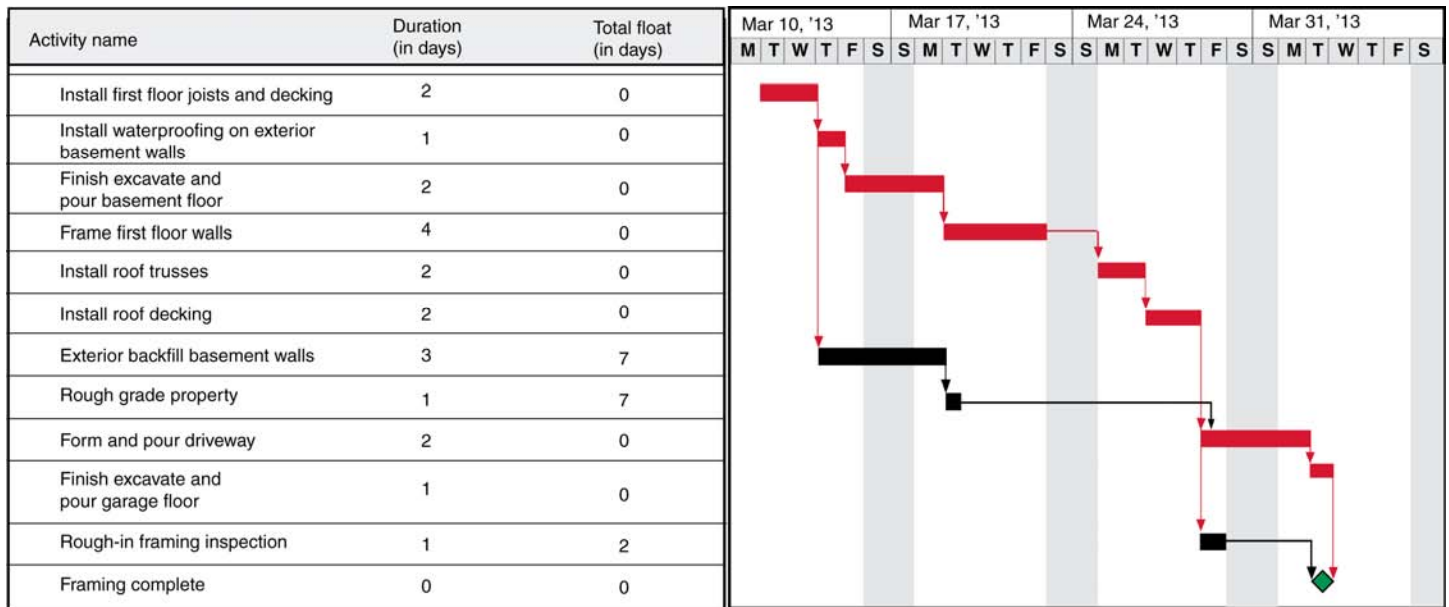 Activity name Duration (in days) Total float (in days)
Mar 10, '13 Mar 17, '13 Mar 24, '13 Mar 31, '13
M T W T F S S M T W T F S S M T W T F S S M T W T F S
Install first floor joists and decking 2 0
Install waterproofing on exterior
basement walls 1 0
Finish excavate and
pour basement floor 2 0
Frame first floor walls 4 0
Install roof trusses 2 0
Install roof decking 2 0
Exterior backfill basement walls 3 7
Rough grade property 1 7
Form and pour driveway 2 0
Finish excavate and
pour garage floor 1 0
Rough-in framing inspection 1 2
Framing complete 0 0